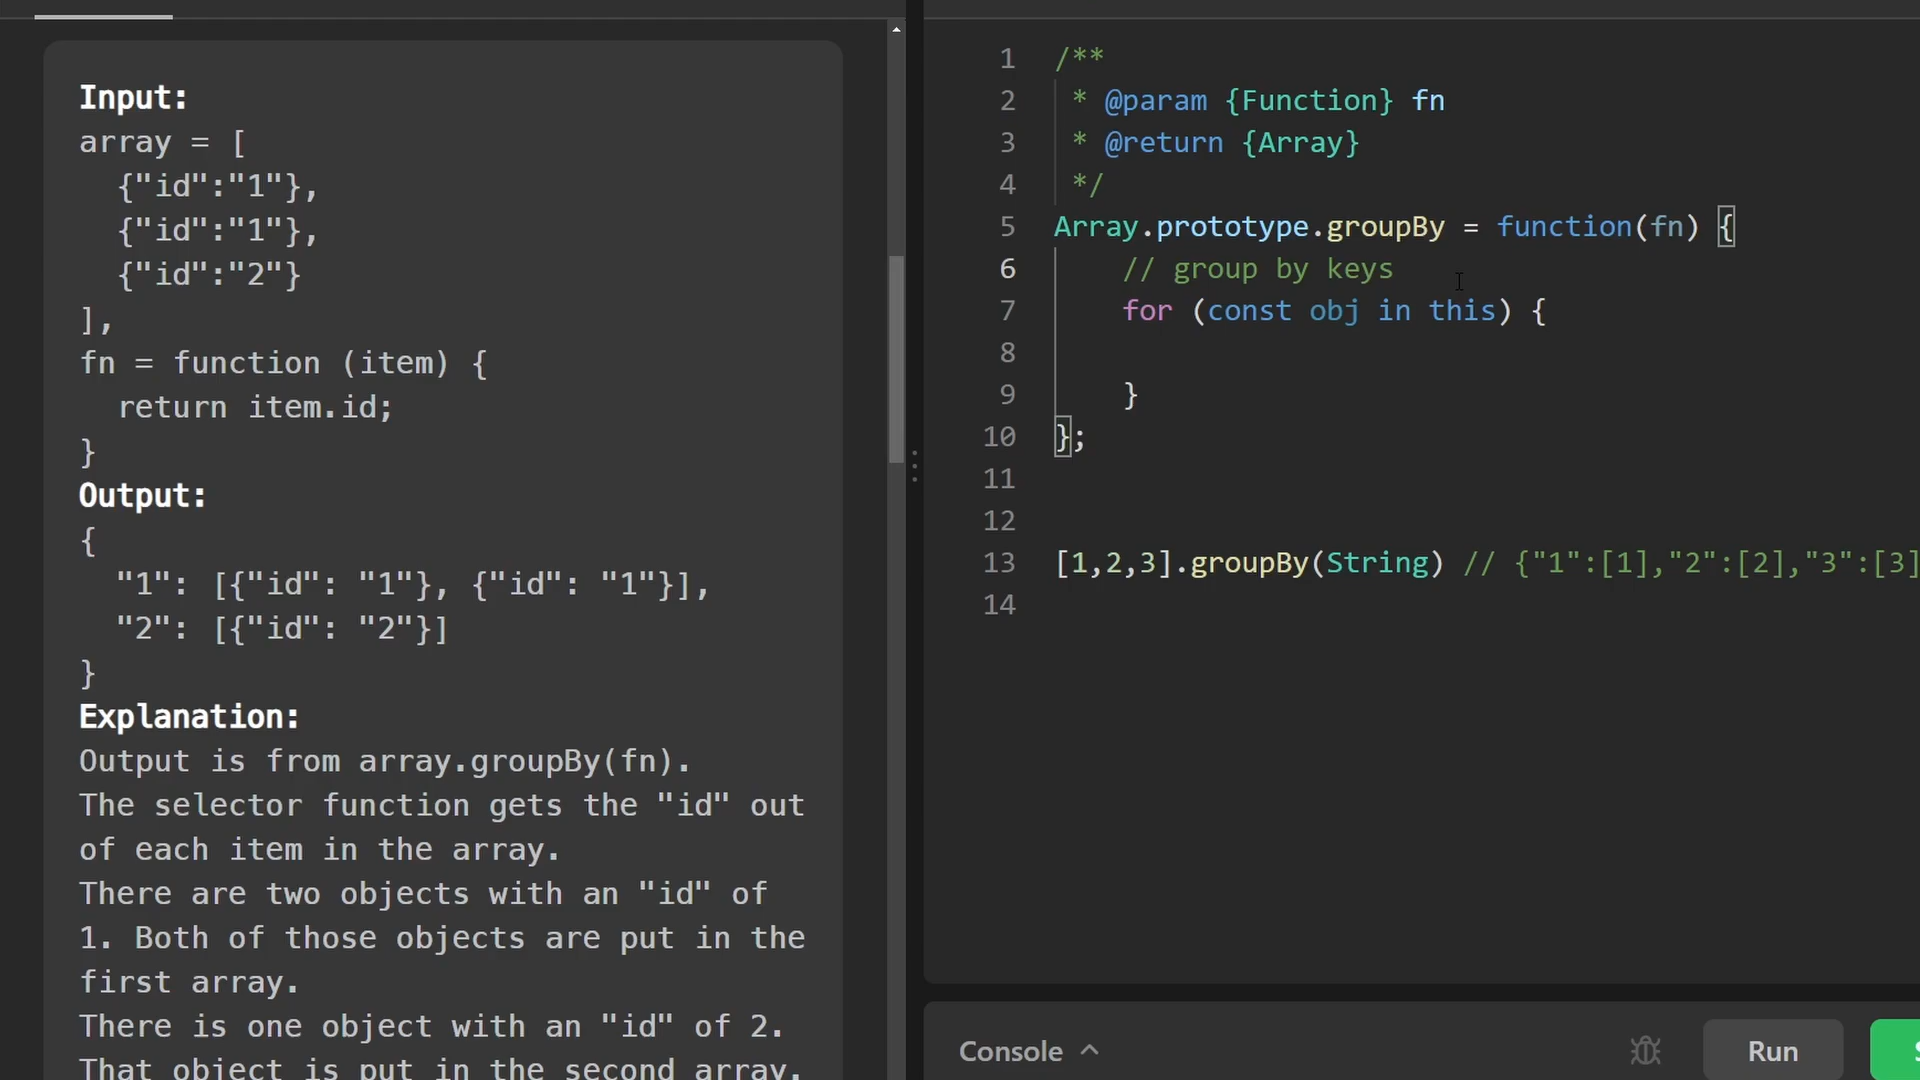 Input:
array = [
{"id":"1"},
{"id":"1"},
{"id":"2"}
],
fn = function (item) {
return item.id;
}
Output:
{
"1": [{"id": "1"}, {"id": "1"}],
"2": [{"id": "2"}]
}
Explanation:
Output is from array.groupBy(fn).
The selector function gets the "id" out
of each item in the array.
There are two objects with an "id" of
1. Both of those objects are put in the
first array.
There is one object with an "id" of 2.
That object is put in the second array.
1 /**
2 * @param {Function} fn
3 * @return {Array}
4 */
5 Array.prototype.groupBy = function(fn) {
6 // group by keys
7 for (const obj in this) {
8
9 }
10 };
11
12
13 [1,2,3].groupBy(String) // {"1":[1],"2":[2],"3":[3]
14
Console
Run